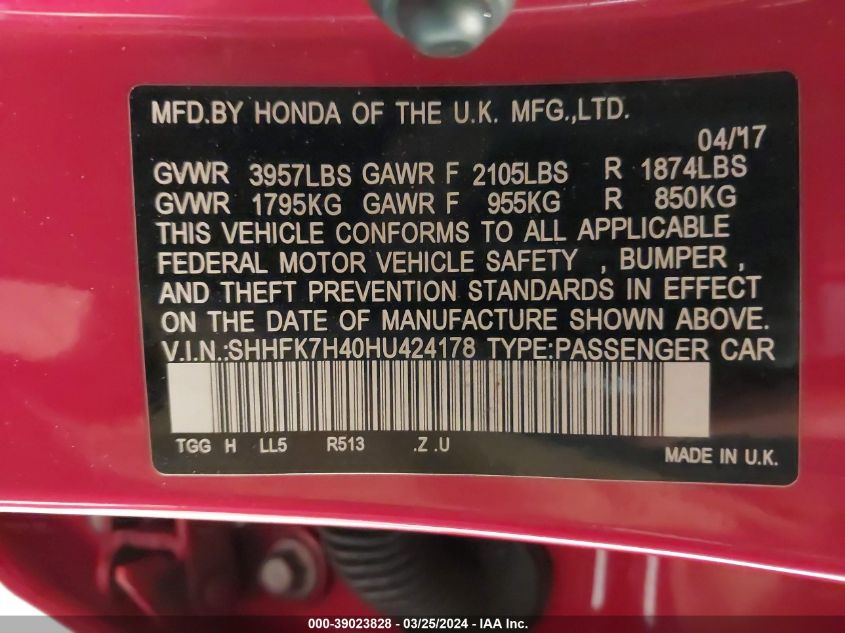 MFD.BY HONDA OF THE U.K. MFG.,LTD.
04/'17
GVWR 3957LBS GAWR F 2105LBS R 1874LBS
GVWR 1795KG GAWR F 955KG R 850KG
THIS VEHICLE CONFORMS TO ALL APPLICABLE
FEDERAL MOTOR VEHICLE SAFETY , BUMPER ,
AND THEFT PREVENTION STANDARDS IN EFFECT
ON THE DATE OF MANUFACTURE SHOWN ABOVE.
V.I.N.:SHHFK7H40HU424178 TYPE:PASSENGER CAR
TGG H LL5 R513 .Z .U
MADE IN U.K.
000-39023828 - 03/25/2024 - IAA Inc.